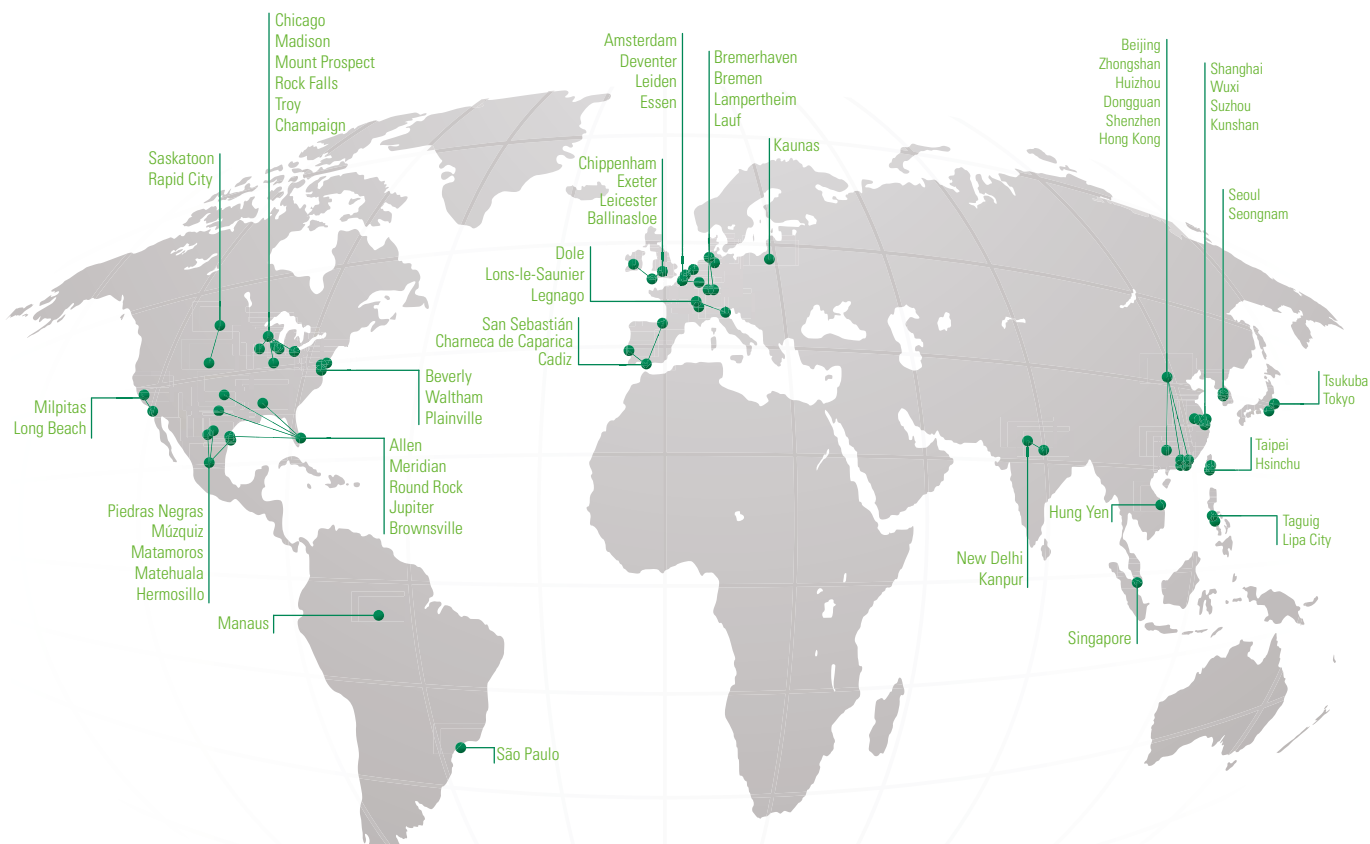 Chicago
Madison
Mount Prospect
Rock Falls
Troy
Champaign
Saskatoon
Rapid City
Amsterdam
Deventer
Leiden
Essen
Bremerhaven
Bremen
Lampertheim
Lauf
Kaunas
Chippenham
Exeter
Leicester
Ballinasloe
Dole
Lons-le-Saunier
Legnago
San Sebastián
Charneca de Caparica
Cadiz
Beijing
Zhongshan
Huizhou
Dongguan
Shenzhen
Hong Kong
Shanghai
Wuxi
Suzhou
Kunshan
Seoul
Seongnam
Tsukuba
Tokyo
Taipei
Hsinchu
Taguig
Lipa City
Hung Yen
New Delhi
Kanpur
Singapore
Milpitas
Long Beach
Beverly
Waltham
Plainville
Allen
Meridian
Round Rock
Jupiter
Brownsville
Piedras Negras
Múzquiz
Matamoros
Matehuala
Hermosillo
Manaus
São Paulo